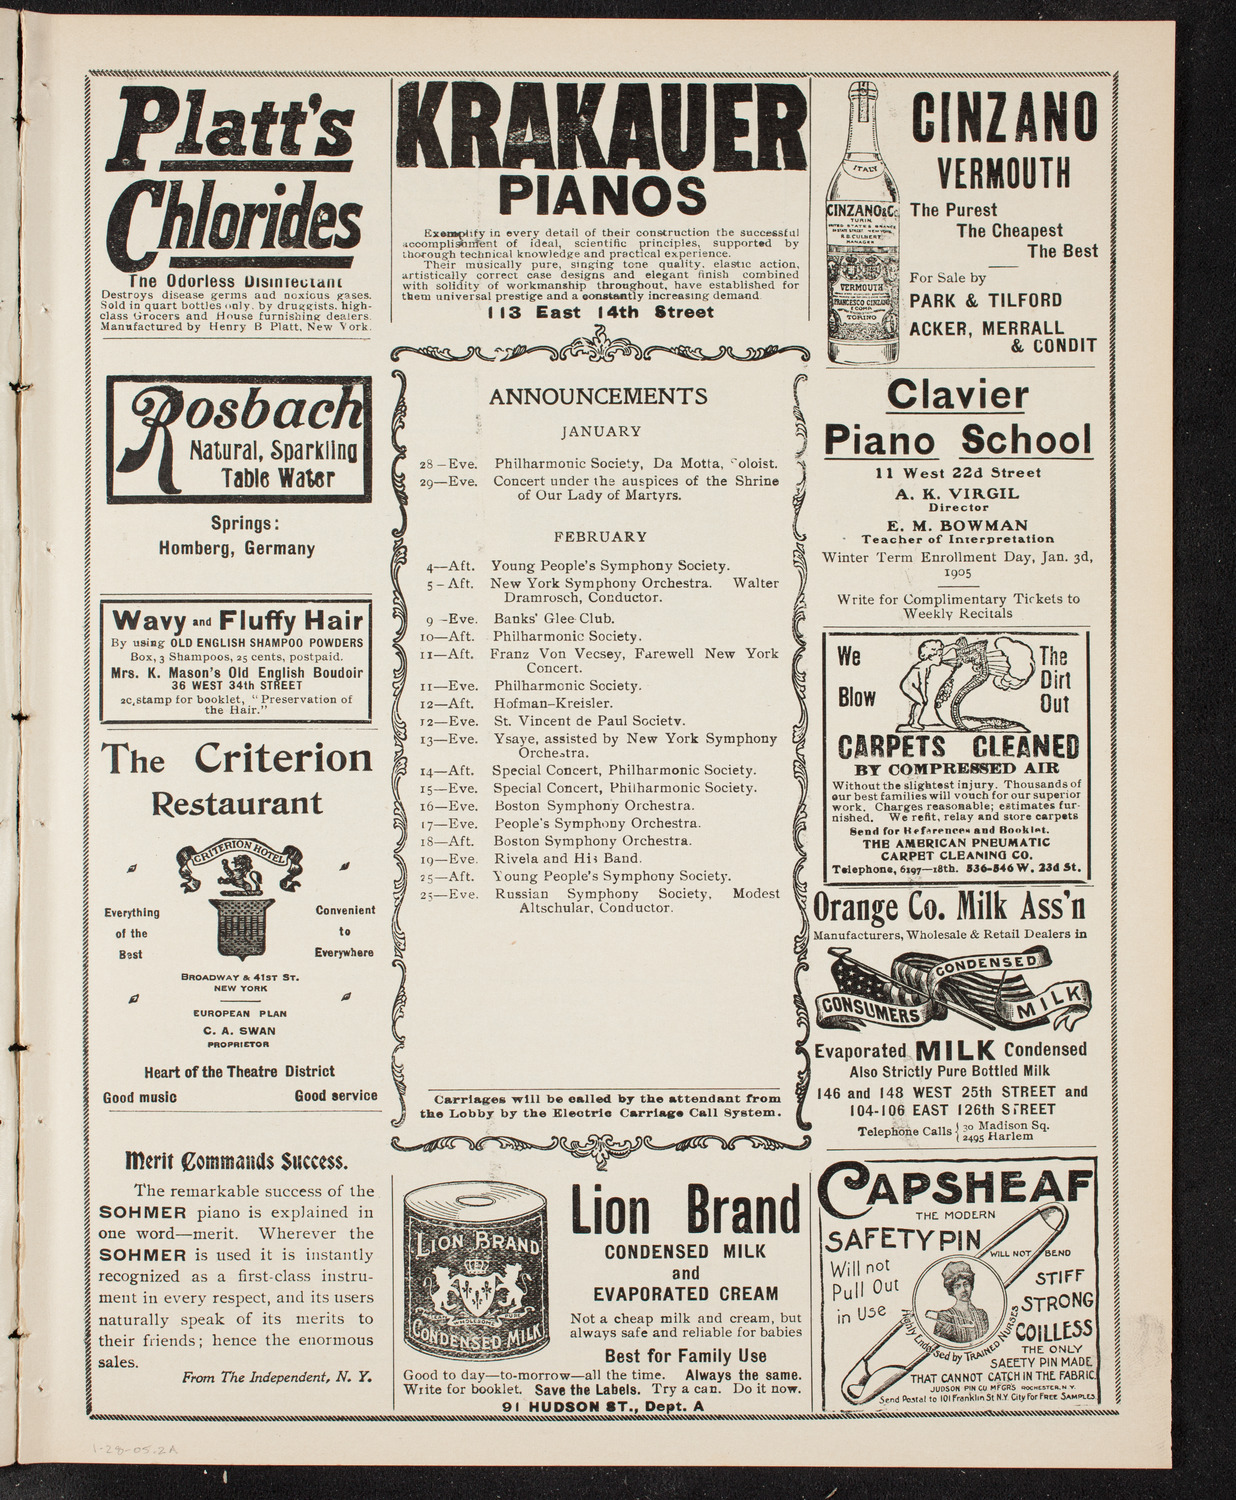 Platt's
Chlorides
The Odorless Disinfectant
Destroys disease germs and noxious gases.
Sold in quart bottles only, by druggists, high-
class Grocers and House furnishing dealers.
Manufactured by Henry B Platt, New York.
Rosbach
Natural, Sparkling
Table Water
Springs:
Homberg, Germany
Wavy and Fluffy Hair
By using OLD ENGLISH SHAMPOO POWDERS
Box, 3 Shampoos, 25 cents, postpaid.
Mrs. K. Mason's Old English Boudoir
36 WEST 34th STREET
2c. stamp for booklet, "Preservation of
the Hair."
The Criterion
Restaurant
CRITERION HOTEL
Everything
of the
Best
Convenient
to
Everywhere
BROADWAY & 41ST ST.
NEW YORK
EUROPEAN PLAN
C. A. SWAN
PROPRIETOR
Heart of the Theatre District
Good music Good service
Merit Commands Success.
The remarkable success of the
SOHMER piano is explained in
one word—merit. Wherever the
SOHMER is used it is instantly
recognized as a first-class instru-
ment in every respect, and its users
naturally speak of its merits to
their friends; hence the enormous
sales.
From The Independent, N. Y.
KRAKAUER
PIANOS
Exemplify in every detail of their construction the successful
accomplishment of ideal, scientific principles, supported by
thorough technical knowledge and practical experience.
Their musically pure, singing tone quality, elastic action,
artistically correct case designs and elegant finish combined
with solidity of workmanship throughout, have established for
them universal prestige and a constantly increasing demand
113 East 14th Street
ANNOUNCEMENTS
JANUARY
28—Eve. Philharmonic Society, Da Motta, Soloist.
29—Eve. Concert under the auspices of the Shrine
of Our Lady of Martyrs.
FEBRUARY
4—Aft. Young People's Symphony Society.
5—Aft. New York Symphony Orchestra. Walter
Dramrosch, Conductor.
9—Eve. Banks' Glee Club.
10—Aft. Philharmonic Society.
11—Aft. Franz Von Vecsey, Farewell New York
Concert.
11—Eve. Philharmonic Society.
12—Aft. Hofman-Kreisler.
12—Eve. St. Vincent de Paul Society.
13—Eve. Ysaye, assisted by New York Symphony
Orchestra.
14—Aft. Special Concert, Philharmonic Society.
15—Eve. Special Concert, Philharmonic Society.
16—Eve. Boston Symphony Orchestra.
17—Eve. People's Symphony Orchestra.
18—Aft. Boston Symphony Orchestra.
19—Eve. Rivela and His Band.
25—Aft. Young People's Symphony Society.
25—Eve. Russian Symphony Society, Modest
Altschular, Conductor.
Carriages will be called by the attendant from
the Lobby by the Electric Carriage Call System.
LION BRAND
WHOLESOME PURE
CONDENSED MILK
Lion Brand
CONDENSED MILK
and
EVAPORATED CREAM
Not a cheap milk and cream, but
always safe and reliable for babies
Best for Family Use
Good to day—to-morrow—all the time. Always the same.
Write for booklet. Save the Labels. Try a can. Do it now.
91 HUDSON ST., Dept. A
ITALY
CINZANO & C.
TURIN
MANAGER
VERMOUTH
FRANCESCO CINZANO
TORINO
CINZANO
VERMOUTH
The Purest
The Cheapest
The Best
For Sale by
PARK & TILFORD
ACKER, MERRALL
& CONDIT
Clavier
Piano School
11 West 22d Street
A. K. VIRGIL
Director
E. M. BOWMAN
Teacher of Interpretation
Winter Term Enrollment Day, Jan. 3d,
1905
Write for Complimentary Tickets to
Weekly Recitals
We
Blow
The
Dirt
Out
CARPETS CLEANED
BY COMPRESSED AIR
Without the slightest injury. Thousands of
our best families will vouch for our superior
work. Charges reasonable; estimates fur-
nished. We refit, relay and store carpets
Send for References and Booklet.
THE AMERICAN PNEUMATIC
CARPET CLEANING CO.
Telephone, 6197—18th. 536-546 W. 23d St.
Orange Co. Milk Ass'n
Manufacturers, Wholesale & Retail Dealers in
CONSUMERS CONDENSED MILK
Evaporated MILK Condensed
Also Strictly Pure Bottled Milk
146 and 148 WEST 25th STREET and
104-106 EAST 126th STREET
Telephone Calls { 30 Madison Sq.
2495 Harlem
CAPSHEAF
THE MODERN
SAFETY PIN
WILL NOT BEND
Will not
Pull Out
in Use
STIFF
STRONG
COILLESS
Highly Endorsed by TRAINED NURSES
THE ONLY
SAFETY PIN MADE
THAT CANNOT CATCH IN THE FABRIC.
JUDSON PIN CO MFGRS ROCHESTER, N.Y.
Send Postal to 101 Franklin St N.Y. City For FREE SAMPLES.
1-28-05.2A